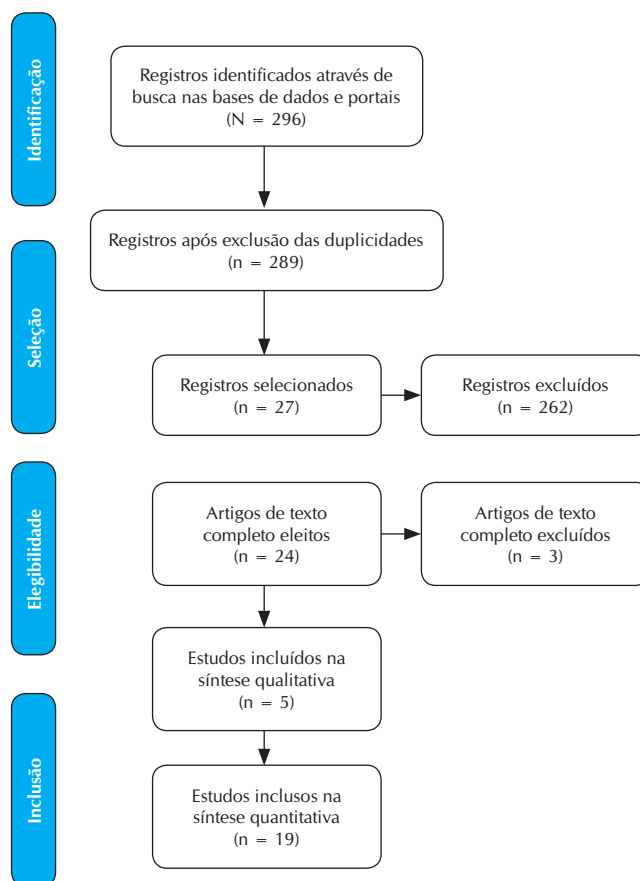 Identificação
Registros identificados através de
busca nas bases de dados e portais
(N = 296)
Registros após exclusão das duplicidades
(n = 289)
Seleção
Registros selecionados
(n = 27)
Registros excluídos
(n = 262)
Elegibilidade
Artigos de texto
completo eleitos
(n = 24)
Artigos de texto
completo excluídos
(n = 3)
Estudos incluídos na
síntese qualitativa
(n = 5)
Inclusão
Estudos inclusos na
síntese quantitativa
(n = 19)